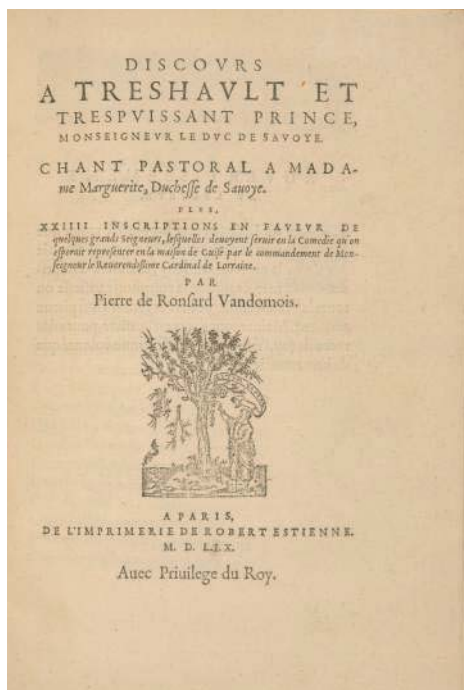 DISCOVRS
A TRESHAVLT ET
TRESPVISSANT PRINCE,
MONSEIGNEVR LE DVC DE SAVOYE.
CHANT PASTORAL A MADA-
me Marguerite, Duchesse de Sauoye.
PLVS,
XXIIII INSCRIPTIONS EN FAVEVR DE
quelques grands Seigneurs, lesquelles deuoyent seruir en la Comedie qu'on
esperoit representer en la maison de Guise par le commandement de Mon-
seigneur le Reuerendissime Cardinal de Lorraine.
PAR
Pierre de Ronsard Vandomois.
A PARIS,
DE L'IMPRIMERIE DE ROBERT ESTIENNE.
M. D. LIX.
Auec Priuilege du Roy.